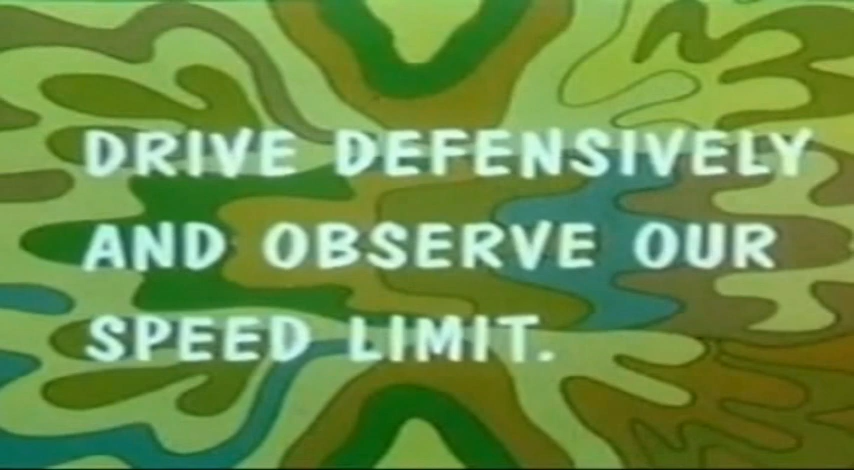 DRIVE DEFENSIVELY
AND OBSERVE OUR
SPEED LIMIT.